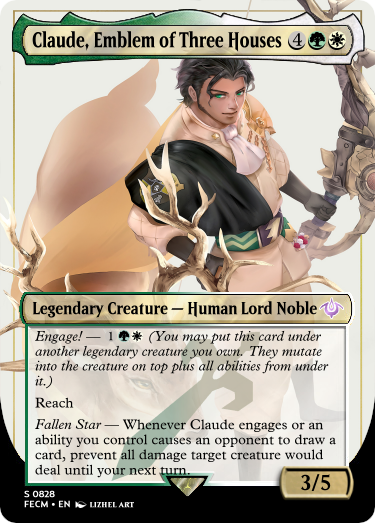 Claude, Emblem of Three Houses 4
Legendary Creature — Human Lord Noble
Engage! — 1 (You may put this card under
another legendary creature you own. They mutate
into the creature on top plus all abilities from under
it.)
Reach
Fallen Star — Whenever Claude engages or an
ability you control causes an opponent to draw a
card, prevent all damage target creature would
deal until your next turn.
3/5
S 0828
FECM • EN LIZHEL ART